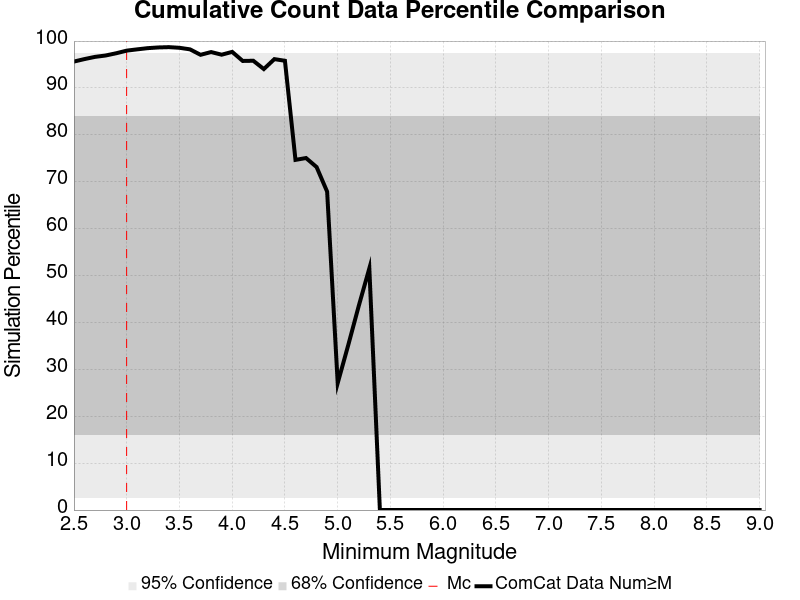 Cumulative Count Data Percentile Comparison
100
90
80
70
60
50
40
30
20
10
0
Simulation Percentile
2.5 3.0 3.5 4.0 4.5 5.0 5.5 6.0 6.5 7.0 7.5 8.0 8.5 9.0
Minimum Magnitude
95% Confidence 68% Confidence Mc ComCat Data Num≥M